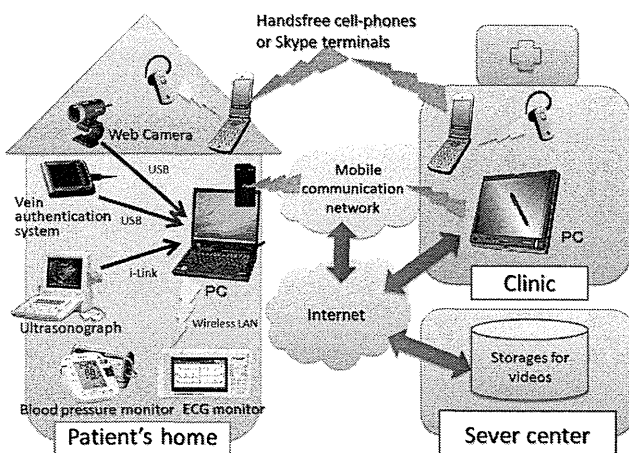 Handsfree cell-phones
or Skype terminals
Web Camera
USB
Vein
authentication
system
USB
i-Link
Ultrasonograph
PC
Wireless LAN
Blood pressure monitor
ECG monitor
Patient's home
Mobile
communication
network
Internet
PC
Clinic
Storages for
videos
Sever center